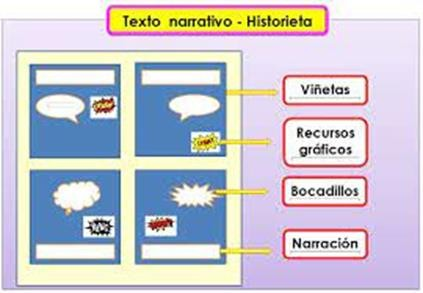 Texto narrativo - Historieta
Viñetas
Recursos
gráficos
Bocadillos
Narración